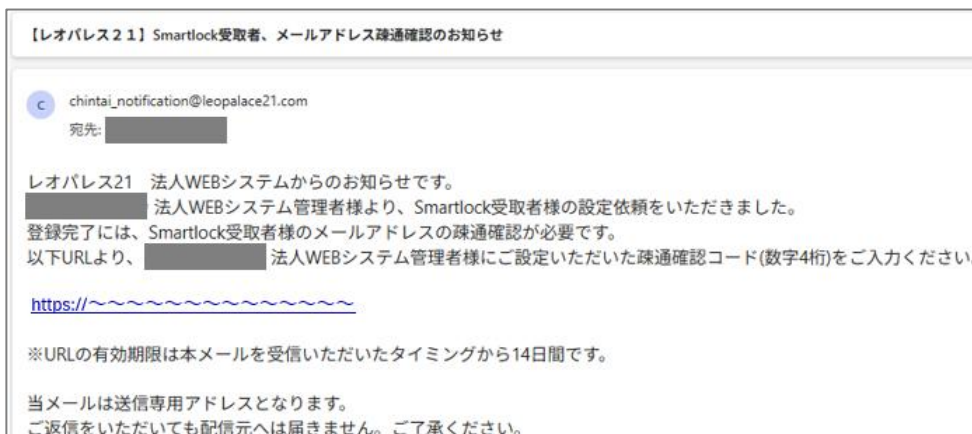 【レオパレス２１】Smartlock受取者、メールアドレス疎通確認のお知らせ
C
chintai_notification@leopalace21.com
宛先:
レオパレス21　法人WEBシステムからのお知らせです。
法人WEBシステム管理者様より、Smartlock受取者様の設定依頼をいただきました。
登録完了には、Smartlock受取者様のメールアドレスの疎通確認が必要です。
以下URLより、 法人WEBシステム管理者様にご設定いただいた疎通確認コード(数字4桁)をご入力ください
https://～～～～～～～～～～～～～～
※URLの有効期限は本メールを受信いただいたタイミングから14日間です。
当メールは送信専用アドレスとなります。
ご返信をいただいても配信元へは届きません。ご了承ください。